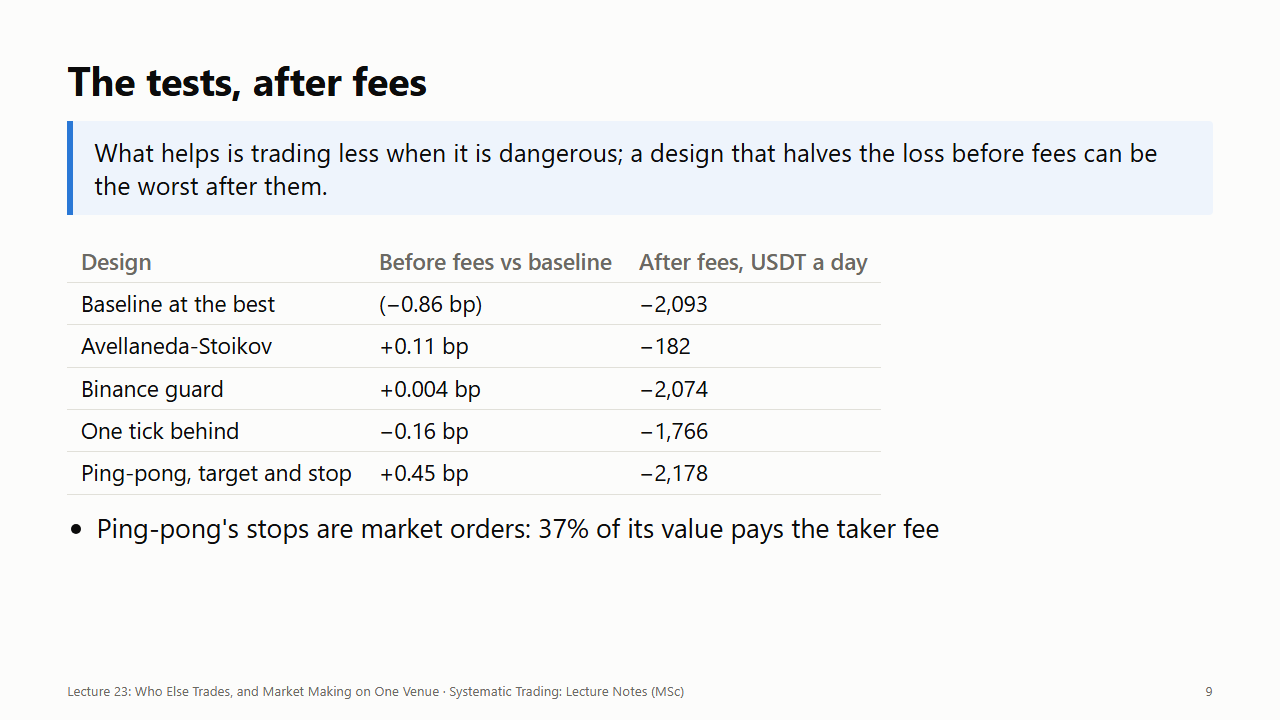 The tests, after fees
What helps is trading less when it is dangerous; a design that halves the loss before fees can be
the worst after them.
Design Before fees vs baseline After fees, USDT a day
Baseline at the best (−0.86 bp) −2,093
Avellaneda-Stoikov +0.11 bp −182
Binance guard +0.004 bp −2,074
One tick behind −0.16 bp −1,766
Ping-pong, target and stop +0.45 bp −2,178
• Ping-pong's stops are market orders: 37% of its value pays the taker fee
Lecture 23: Who Else Trades, and Market Making on One Venue · Systematic Trading: Lecture Notes (MSc) 9